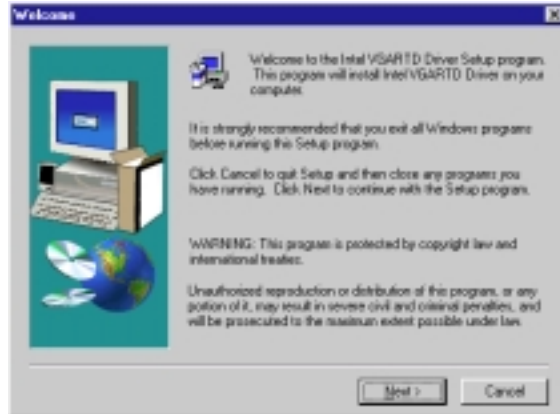 Welcome
Welcome to the Intel VGARTD Driver Setup program.
This program will install Intel VGARTD Driver on your
computer.
It is strongly recommended that you exit all Windows programs
before running this Setup program.
Click Cancel to quit Setup and then close any programs you
have running. Click Next to continue with the Setup program.
WARNING: This program is protected by copyright law and
international treaties.
Unauthorized reproduction or distribution of this program, or any
portion of it, may result in severe civil and criminal penalties, and
will be prosecuted to the maximum extent possible under law.
Next >
Cancel